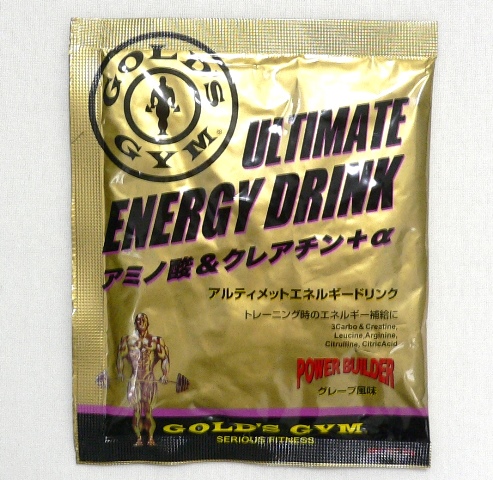 GOLD'S GYM®
ULTIMATE
ENERGY DRINK
アミノ酸&クレアチン+α
アルティメットエネルギードリンク
トレーニング時のエネルギー補給に
3Carbo & Creatine,
Leucine,Arginine,
Citrulline, CitricAcid
POWER BUILDER
グレープ風味
GOLD'S GYM
SERIOUS FITNESS